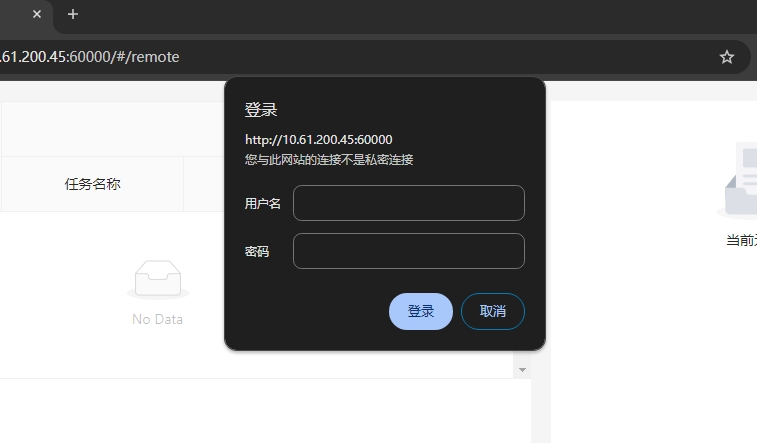 .61.200.45:60000/#/remote
登录
http://10.61.200.45:60000
您与此网站的连接不是私密连接
任务名称
用户名
密码
当前
No Data
登录
取消